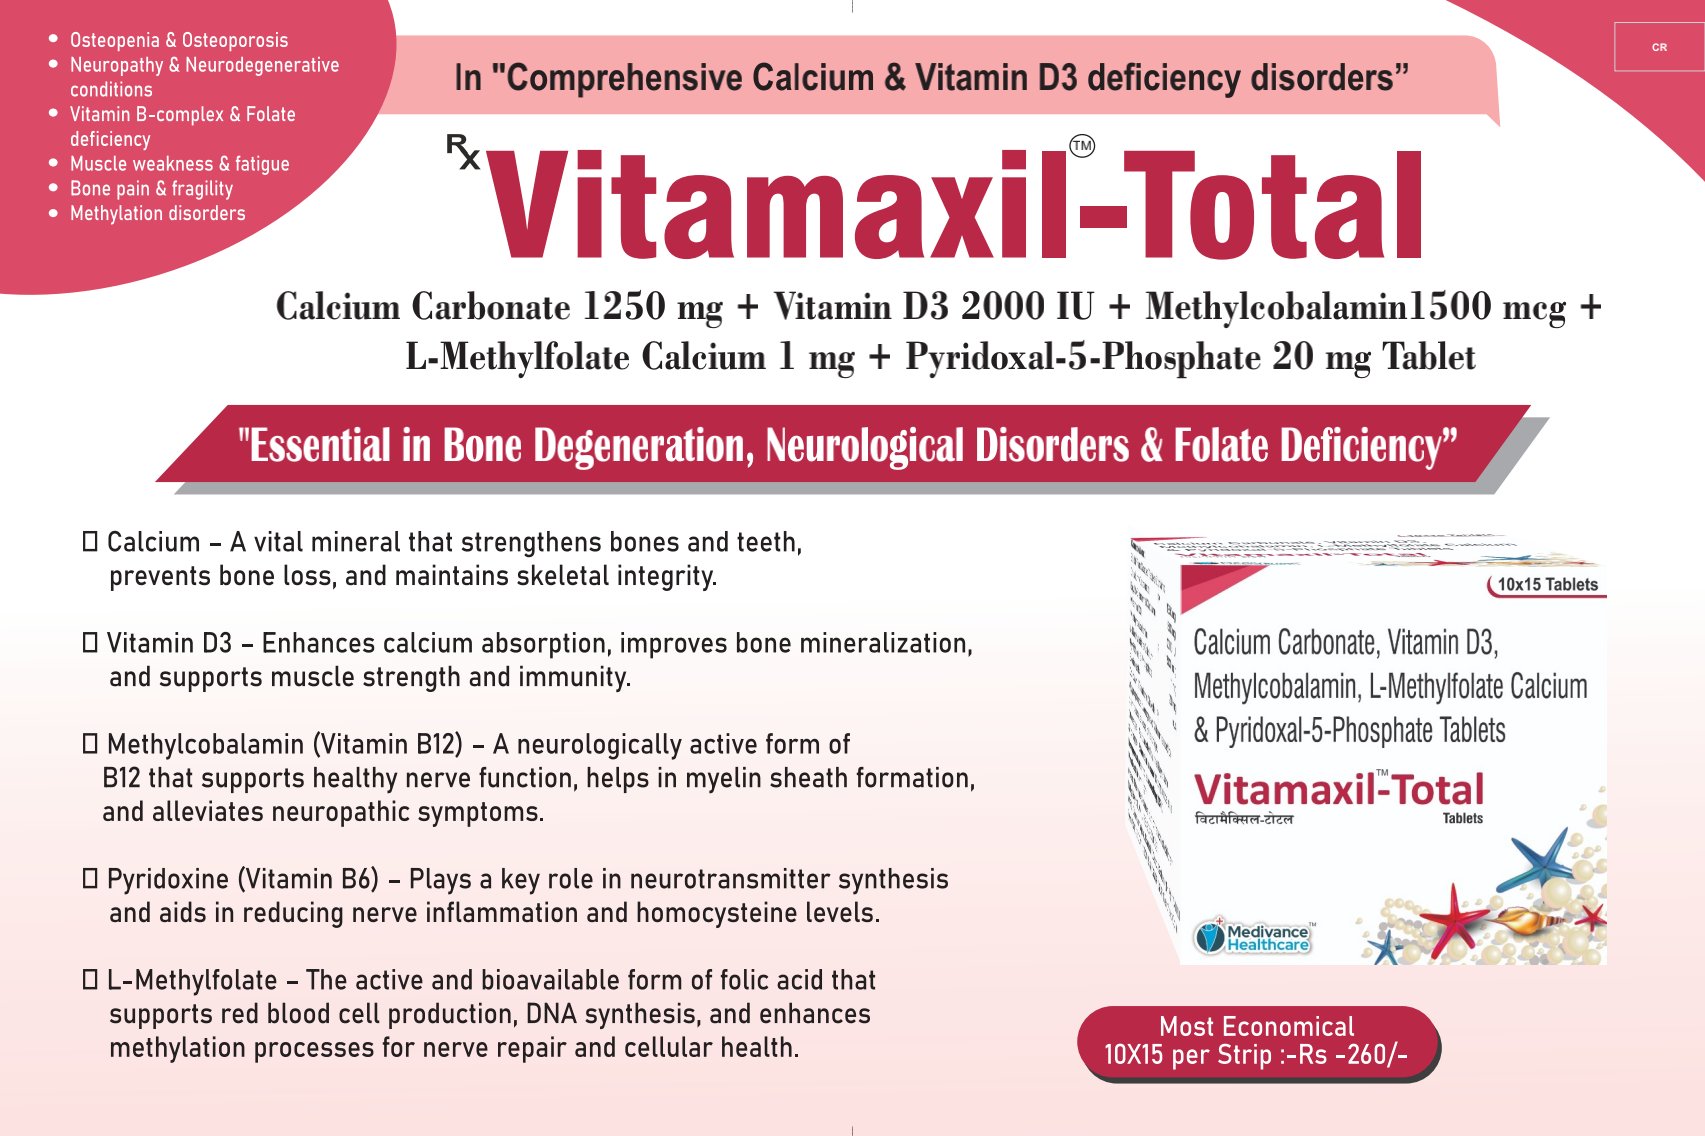 • Osteopenia & Osteoporosis
• Neuropathy & Neurodegenerative
conditions
• Vitamin B-complex & Folate
deficiency
• Muscle weakness & fatigue
• Bone pain & fragility
• Methylation disorders
CR
In "Comprehensive Calcium & Vitamin D3 deficiency disorders”
Rx Vitamaxil™-Total
Calcium Carbonate 1250 mg + Vitamin D3 2000 IU + Methylcobalamin1500 mcg +
L-Methylfolate Calcium 1 mg + Pyridoxal-5-Phosphate 20 mg Tablet
"Essential in Bone Degeneration, Neurological Disorders & Folate Deficiency”
Calcium – A vital mineral that strengthens bones and teeth,
prevents bone loss, and maintains skeletal integrity.
Vitamin D3 – Enhances calcium absorption, improves bone mineralization,
and supports muscle strength and immunity.
Methylcobalamin (Vitamin B12) – A neurologically active form of
B12 that supports healthy nerve function, helps in myelin sheath formation,
and alleviates neuropathic symptoms.
Pyridoxine (Vitamin B6) – Plays a key role in neurotransmitter synthesis
and aids in reducing nerve inflammation and homocysteine levels.
L-Methylfolate – The active and bioavailable form of folic acid that
supports red blood cell production, DNA synthesis, and enhances
methylation processes for nerve repair and cellular health.
Vitamaxil-Total
10x15 Tablets
Calcium Carbonate, Vitamin D3,
Methylcobalamin, L-Methylfolate Calcium
& Pyridoxal-5-Phosphate Tablets
Vitamaxil™-Total
विटामैक्सिल-टोटल
Tablets
Medivance™
Healthcare
Most Economical
10X15 per Strip :-Rs -260/-